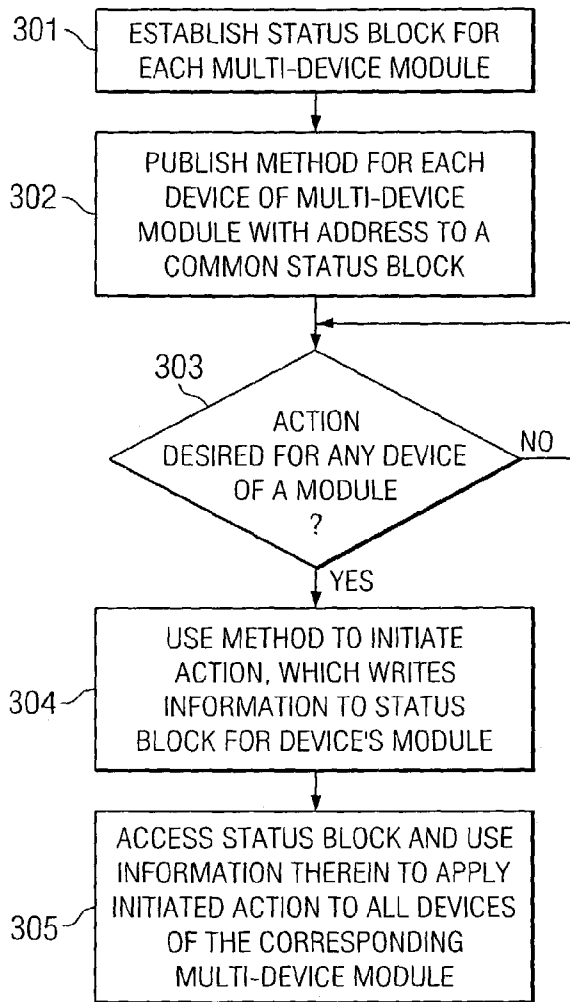 301
ESTABLISH STATUS BLOCK FOR
EACH MULTI-DEVICE MODULE
302
PUBLISH METHOD FOR EACH
DEVICE OF MULTI-DEVICE
MODULE WITH ADDRESS TO A
COMMON STATUS BLOCK
303
ACTION
DESIRED FOR ANY DEVICE
OF A MODULE
?
NO
YES
304
USE METHOD TO INITIATE
ACTION, WHICH WRITES
INFORMATION TO STATUS
BLOCK FOR DEVICE'S MODULE
305
ACCESS STATUS BLOCK AND USE
INFORMATION THEREIN TO APPLY
INITIATED ACTION TO ALL DEVICES
OF THE CORRESPONDING
MULTI-DEVICE MODULE